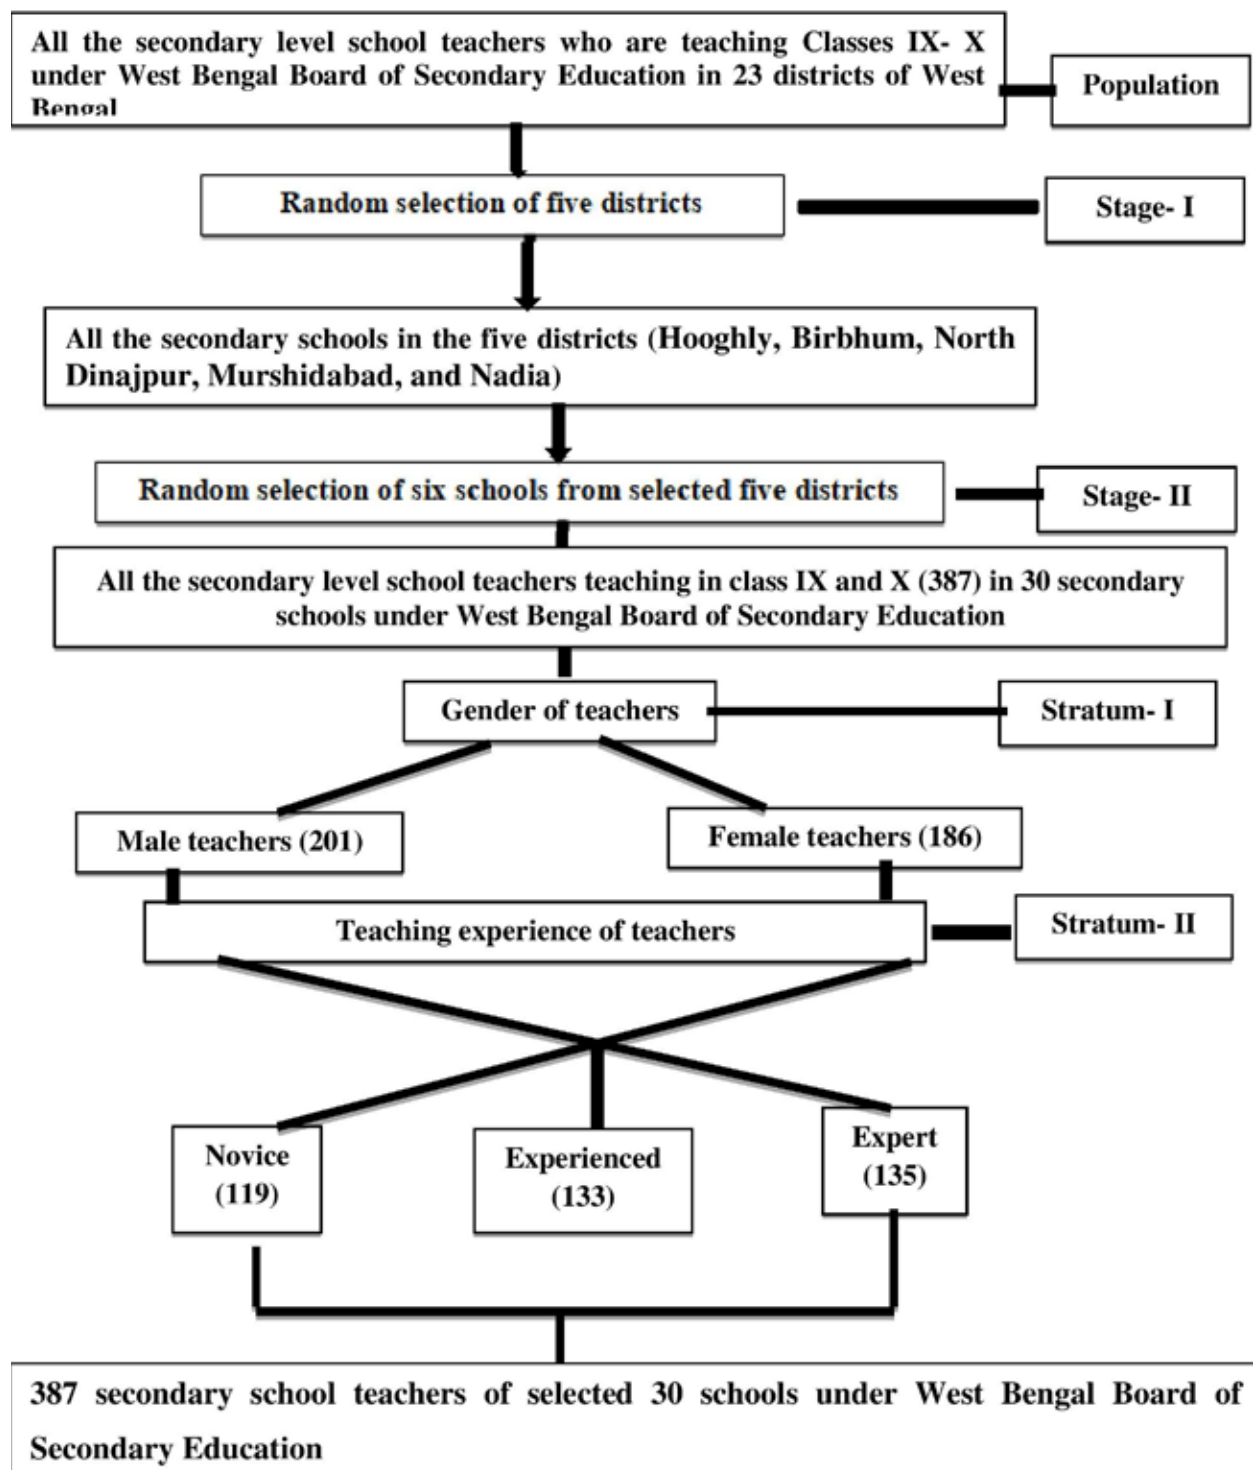 All the secondary level school teachers who are teaching Classes IX- X
under West Bengal Board of Secondary Education in 23 districts of West
Bengal
Population
Random selection of five districts
Stage- I
All the secondary schools in the five districts (Hooghly, Birbhum, North
Dinajpur, Murshidabad, and Nadia)
Random selection of six schools from selected five districts
Stage- II
All the secondary level school teachers teaching in class IX and X (387) in 30 secondary
schools under West Bengal Board of Secondary Education
Gender of teachers
Stratum- I
Male teachers (201)
Female teachers (186)
Teaching experience of teachers
Stratum- II
Novice
(119)
Experienced
(133)
Expert
(135)
387 secondary school teachers of selected 30 schools under West Bengal Board of
Secondary Education